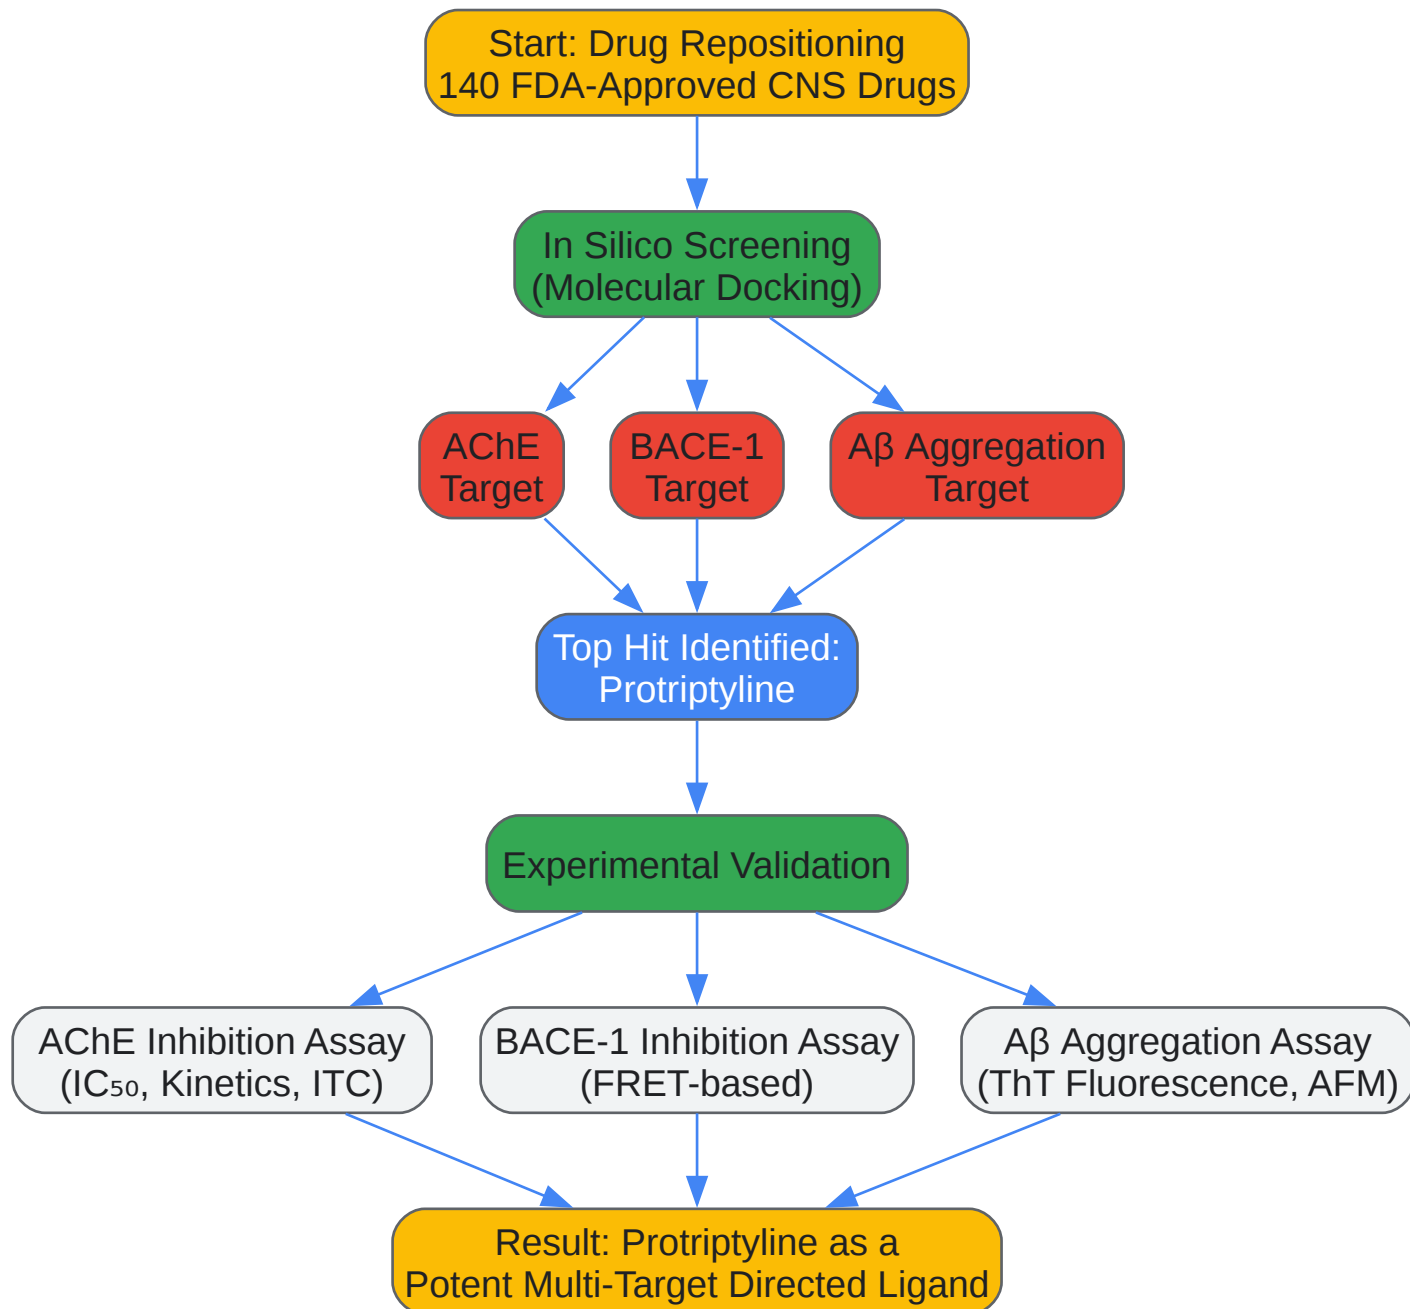 Start: Drug Repositioning
140 FDA-Approved CNS Drugs
In Silico Screening
(Molecular Docking)
AChE
Target
BACE-1
Target
Aβ Aggregation
Target
Top Hit Identified:
Protriptyline
Experimental Validation
AChE Inhibition Assay
(IC₅₀, Kinetics, ITC)
BACE-1 Inhibition Assay
(FRET-based)
Aβ Aggregation Assay
(ThT Fluorescence, AFM)
Result: Protriptyline as a
Potent Multi-Target Directed Ligand